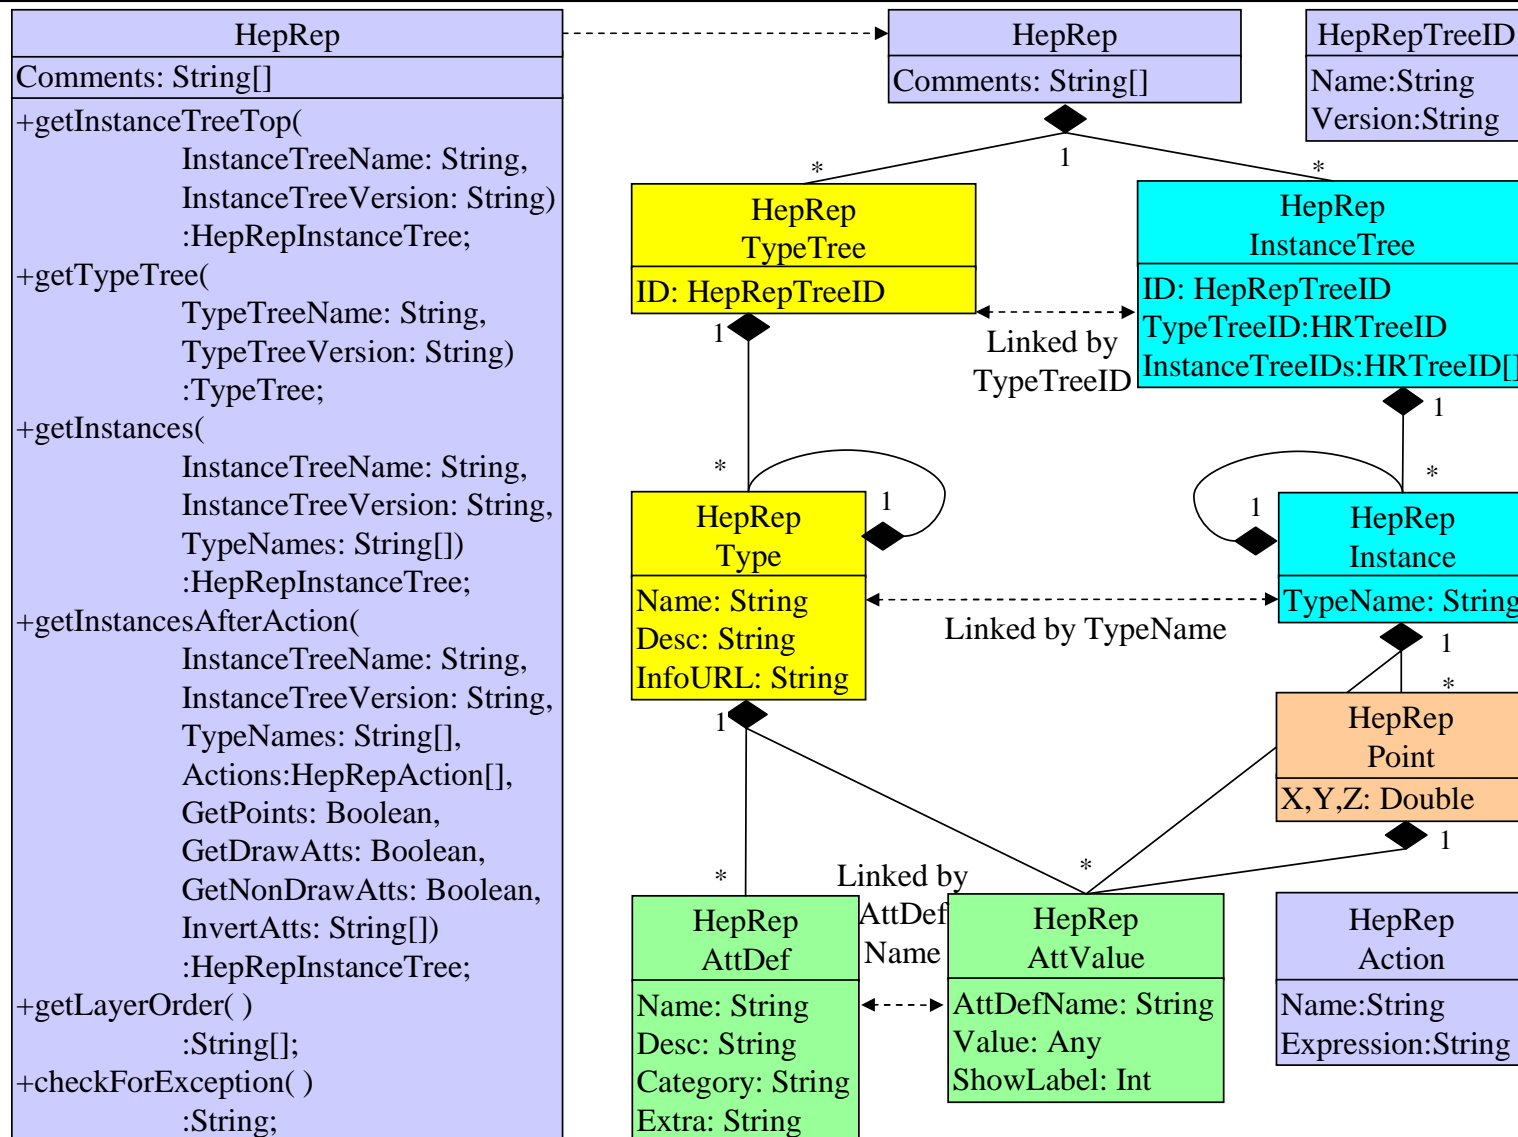 HepRep
Comments: String[]
+getInstanceTreeTop(
InstanceTreeName: String,
InstanceTreeVersion: String)
:HepRepInstanceTree;
+getTypeTree(
TypeTreeName: String,
TypeTreeVersion: String)
:TypeTree;
+getInstances(
InstanceTreeName: String,
InstanceTreeVersion: String,
TypeNames: String[])
:HepRepInstanceTree;
+getInstancesAfterAction(
InstanceTreeName: String,
InstanceTreeVersion: String,
TypeNames: String[],
Actions:HepRepAction[],
GetPoints: Boolean,
GetDrawAtts: Boolean,
GetNonDrawAtts: Boolean,
InvertAtts: String[])
:HepRepInstanceTree;
+getLayerOrder( )
:String[];
+checkForException( )
:String;
HepRep
Comments: String[]
HepRepTreeID
Name:String
Version:String
*
1
*
HepRep
TypeTree
ID: HepRepTreeID
1
Linked by
TypeTreeID
HepRep
InstanceTree
ID: HepRepTreeID
TypeTreeID:HRTreeID
InstanceTreeIDs:HRTreeID[]
1
*
1
HepRep
Type
Name: String
Desc: String
InfoURL: String
1
Linked by TypeName
*
1
HepRep
Instance
TypeName: String
1
*
HepRep
Point
X,Y,Z: Double
1
*
*
Linked by
AttDef
Name
HepRep
AttDef
Name: String
Desc: String
Category: String
Extra: String
HepRep
AttValue
AttDefName: String
Value: Any
ShowLabel: Int
HepRep
Action
Name:String
Expression:String